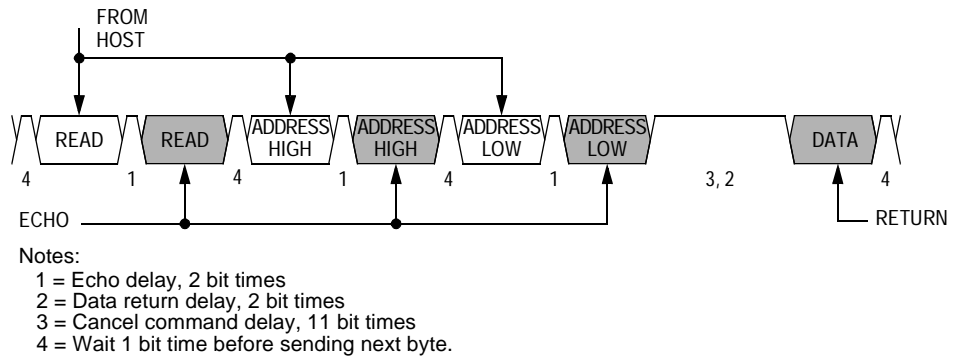 FROM
HOST
READ
READ
ADDRESS
HIGH
ADDRESS
HIGH
ADDRESS
LOW
ADDRESS
LOW
DATA
4
1
4
1
4
1
3, 2
4
ECHO
RETURN
Notes:
1 = Echo delay, 2 bit times
2 = Data return delay, 2 bit times
3 = Cancel command delay, 11 bit times
4 = Wait 1 bit time before sending next byte.